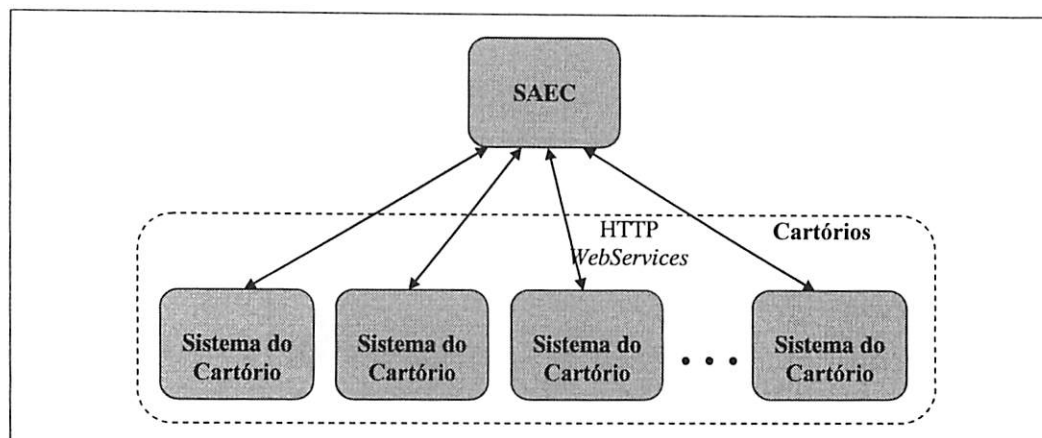 SAEC
HTTP
WebServices
Cartórios
Sistema do
Cartório
Sistema do
Cartório
Sistema do
Cartório
Sistema do
Cartório